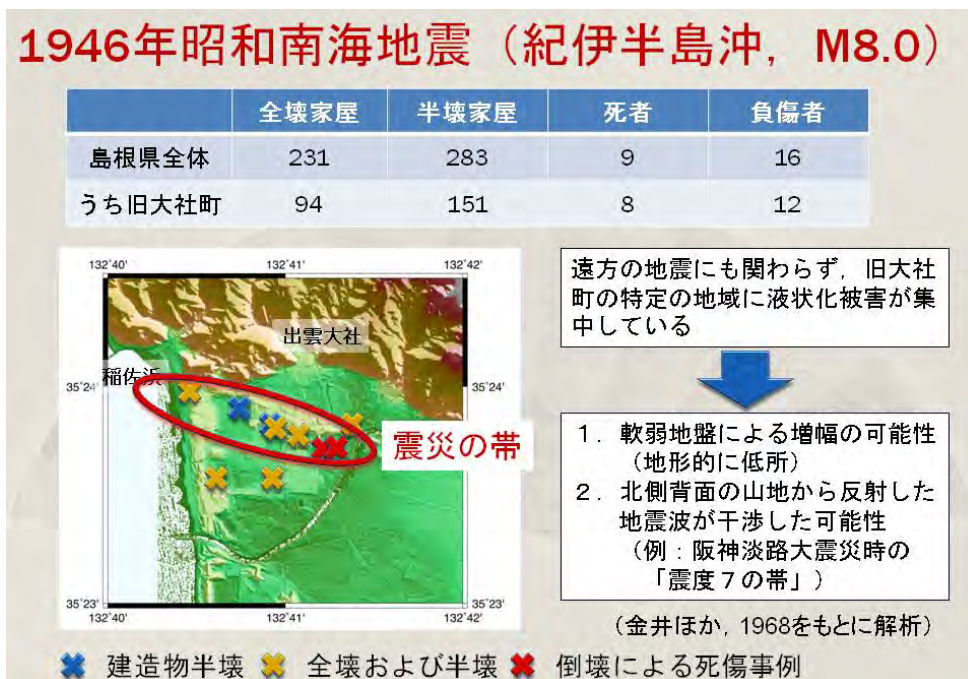 1946年昭和南海地震（紀伊半島沖，M8.0）
全壊家屋 半壊家屋 死者 負傷者
島根県全体 231 283 9 16
うち旧大社町 94 151 8 12
132°40' 132°41' 132°42'
出雲大社
稲佐浜
35°24' 35°24'
震災の帯
35°23' 35°23'
132°40' 132°41' 132°42'
遠方の地震にも関わらず，旧大社
町の特定の地域に液状化被害が集
中している
1．軟弱地盤による増幅の可能性
（地形的に低所）
2．北側背面の山地から反射した
地震波が干渉した可能性
（例：阪神淡路大震災時の
「震度７の帯」）
（金井ほか，1968をもとに解析）
建造物半壊 全壊および半壊 倒壊による死傷事例